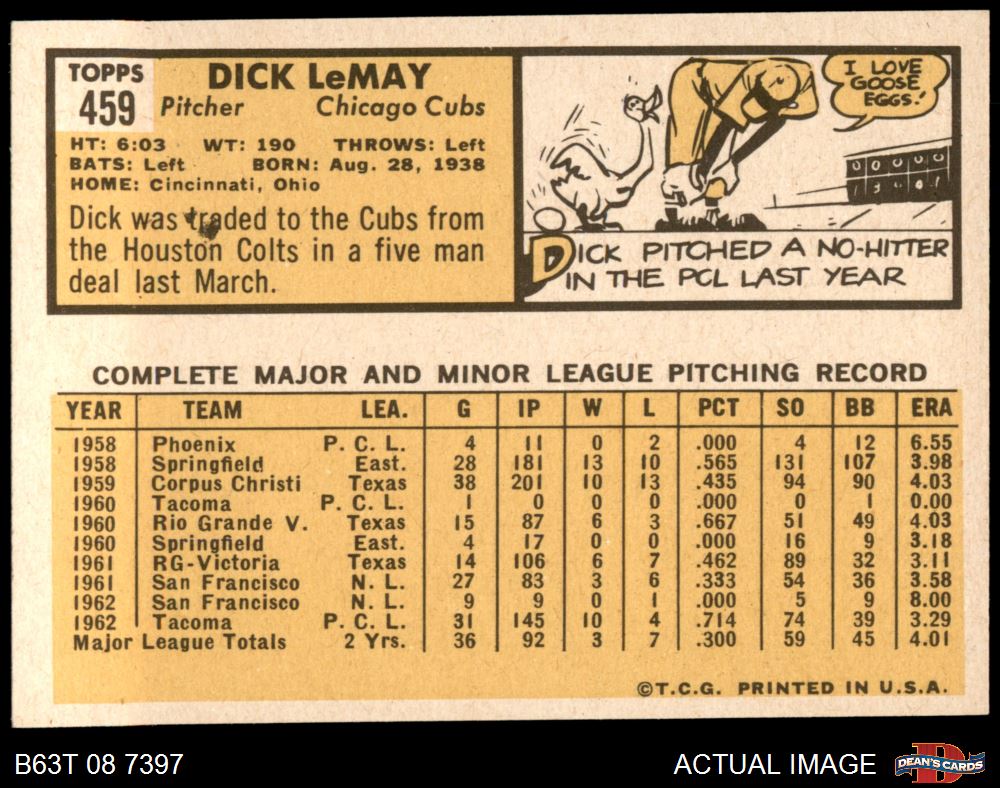 TOPPS
459
DICK LeMAY
Pitcher Chicago Cubs
HT: 6:03 WT: 190 THROWS: Left
BATS: Left BORN: Aug. 28, 1938
HOME: Cincinnati, Ohio
Dick was traded to the Cubs from
the Houston Colts in a five man
deal last March.
I LOVE
GOOSE
EGGS!
DICK PITCHED A NO-HITTER
IN THE PCL LAST YEAR
COMPLETE MAJOR AND MINOR LEAGUE PITCHING RECORD
YEAR TEAM LEA. G IP W L PCT SO BB ERA
1958 Phoenix P. C. L. 4 11 0 2 .000 4 12 6.55
1958 Springfield East. 28 181 13 10 .565 131 107 3.98
1959 Corpus Christi Texas 38 201 10 13 .435 94 90 4.03
1960 Tacoma P. C. L. 1 0 0 0 .000 0 1 0.00
1960 Rio Grande V. Texas 15 87 6 3 .667 51 49 4.03
1960 Springfield East. 4 17 0 0 .000 16 9 3.18
1961 RG-Victoria Texas 14 106 6 7 .462 89 32 3.11
1961 San Francisco N. L. 27 83 3 6 .333 54 36 3.58
1962 San Francisco N. L. 9 9 0 1 .000 5 9 8.00
1962 Tacoma P. C. L. 31 145 10 4 .714 74 39 3.29
Major League Totals 2 Yrs. 36 92 3 7 .300 59 45 4.01
©T.C.G. PRINTED IN U.S.A.
B63T 08 7397 ACTUAL IMAGE
D
DEAN'S CARDS